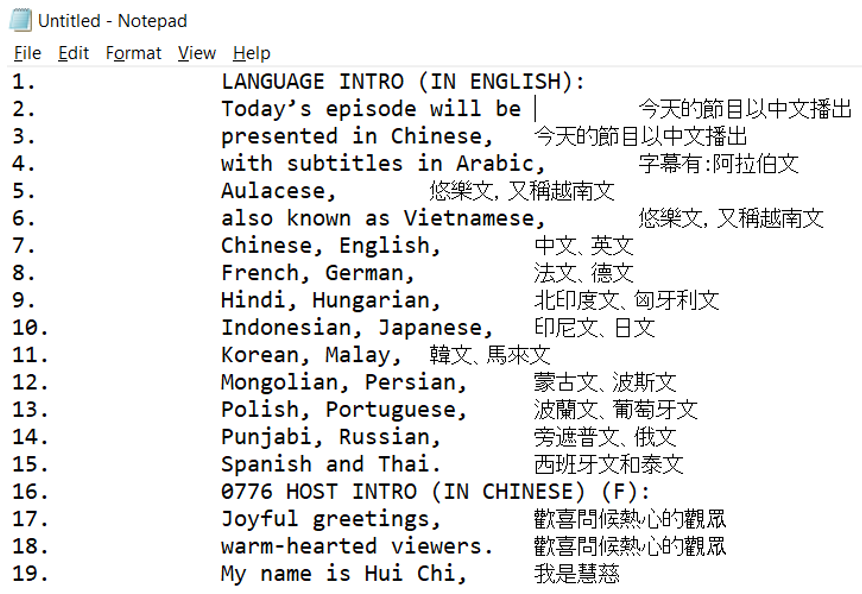 Untitled - Notepad
File Edit Format View Help
1. LANGUAGE INTRO (IN ENGLISH):
2. Today’s episode will be 今天的節目以中文播出
3. presented in Chinese, 今天的節目以中文播出
4. with subtitles in Arabic, 字幕有:阿拉伯文
5. Aulacese, 悠樂文, 又稱越南文
6. also known as Vietnamese, 悠樂文, 又稱越南文
7. Chinese, English, 中文、英文
8. French, German, 法文、德文
9. Hindi, Hungarian, 北印度文、匈牙利文
10. Indonesian, Japanese, 印尼文、日文
11. Korean, Malay, 韓文、馬來文
12. Mongolian, Persian, 蒙古文、波斯文
13. Polish, Portuguese, 波蘭文、葡萄牙文
14. Punjabi, Russian, 旁遮普文、俄文
15. Spanish and Thai. 西班牙文和泰文
16. 0776 HOST INTRO (IN CHINESE) (F):
17. Joyful greetings, 歡喜問候熱心的觀眾
18. warm-hearted viewers. 歡喜問候熱心的觀眾
19. My name is Hui Chi, 我是慧慈